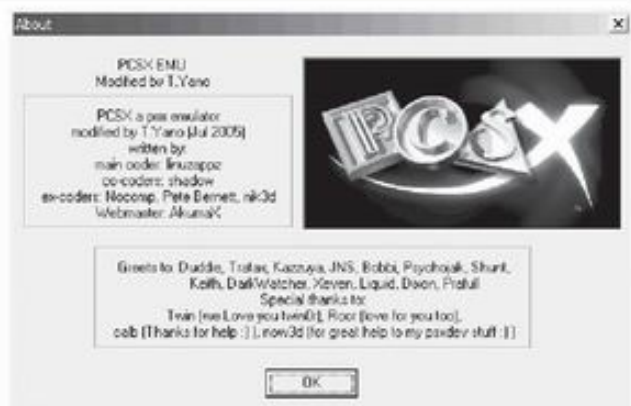 About
PCSX EMU
Modified by T.Yano
PCSX a psx emulator
modified by T.Yano (Jul 2005)
written by:
main coder: linuzappz
co-coders: shadow
ex-coders: Nocomp, Pete Bernett, nik3d
Webmaster: AkumaX
PCSX
Greets to: Duddie, Tratax, Kazzuya, JNS, Bobbi, Psychojak, Shunt,
Keith, DarkWatcher, Xeven, Liquid, Dixon, Prafull
Special thanks to:
Twin (we Love you twin0r), Roor (love for you too),
calb (Thanks for help :) ), now3d (for great help to my psxdev stuff :) )
OK